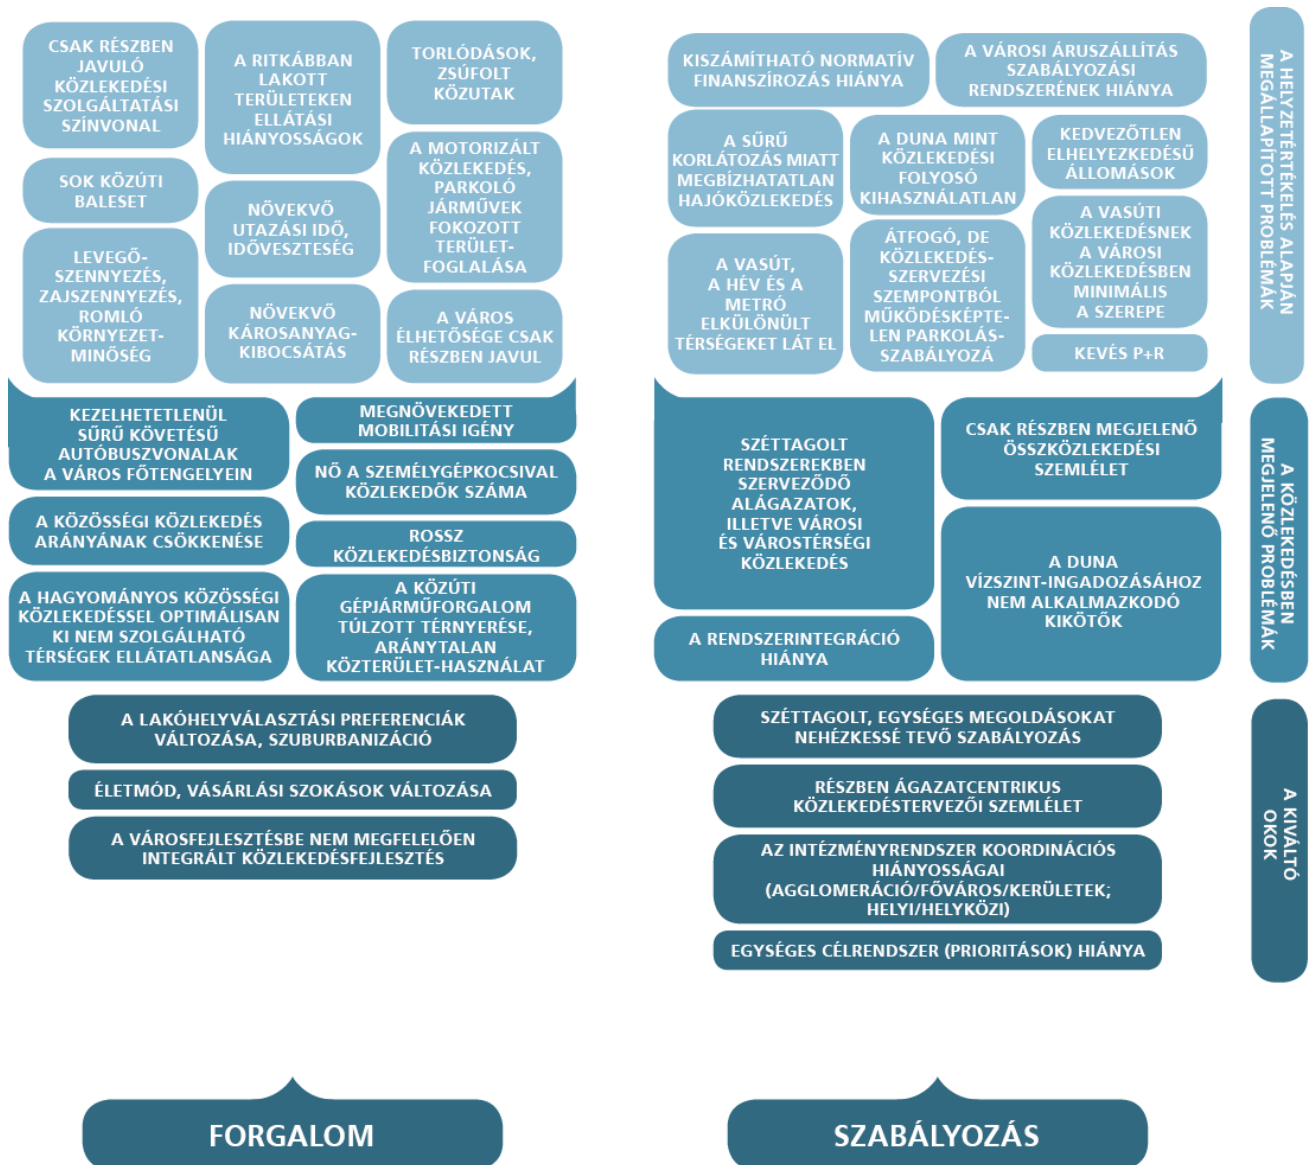 CSAK RÉSZBEN
JAVULÓ
KÖZLEKEDÉSI
SZOLGÁLTATÁSI
SZÍNVONAL
A RITKÁBBAN
LAKOTT
TERÜLETEKEN
ELLÁTÁSI
HIÁNYOSSÁGOK
TORLÓDÁSOK,
ZSÚFOLT
KÖZUTAK
SOK KÖZÚTI
BALESET
NÖVEKVŐ
UTAZÁSI IDŐ,
IDŐVESZTESÉG
A MOTORIZÁLT
KÖZLEKEDÉS,
PARKOLÓ
JÁRMŰVEK
FOKOZOTT
TERÜLET-
FOGLALÁSA
LEVEGŐ-
SZENNYEZÉS,
ZAJSZENNYEZÉS,
ROMLÓ
KÖRNYEZET-
MINŐSÉG
NÖVEKVŐ
KÁROSANYAG-
KIBOCSÁTÁS
A VÁROS
ÉLHETŐSÉGE CSAK
RÉSZBEN JAVUL
KEZELHETETLENÜL
SŰRŰ KÖVETÉSŰ
AUTÓBUSZVONALAK
A VÁROS FŐTENGELYEIN
MEGNÖVEKEDETT
MOBILITÁSI IGÉNY
NŐ A SZEMÉLYGÉPKOCSIVAL
KÖZLEKEDŐK SZÁMA
A KÖZÖSSÉGI KÖZLEKEDÉS
ARÁNYÁNAK CSÖKKENÉSE
ROSSZ
KÖZLEKEDÉSBIZTONSÁG
A HAGYOMÁNYOS KÖZÖSSÉGI
KÖZLEKEDÉSSEL OPTIMÁLISAN
KI NEM SZOLGÁLHATÓ
TÉRSÉGEK ELLÁTATLANSÁGA
A KÖZÚTI
GÉPJÁRMŰFORGALOM
TÚLZOTT TÉRNYERÉSE,
ARÁNYTALAN
KÖZTERÜLET-HASZNÁLAT
A LAKÓHELYVÁLASZTÁSI PREFERENCIÁK
VÁLTOZÁSA, SZUBURBANIZÁCIÓ
ÉLETMÓD, VÁSÁRLÁSI SZOKÁSOK VÁLTOZÁSA
A VÁROSFEJLESZTÉSBE NEM MEGFELELŐEN
INTEGRÁLT KÖZLEKEDÉSFEJLESZTÉS
FORGALOM
KISZÁMÍTHATÓ NORMATÍV
FINANSZÍROZÁS HIÁNYA
A VÁROSI ÁRUSZÁLLÍTÁS
SZABÁLYOZÁSI
RENDSZERÉNEK HIÁNYA
A SŰRŰ
KORLÁTOZÁS MIATT
MEGBÍZHATATLAN
HAJÓKÖZLEKEDÉS
A DUNA MINT
KÖZLEKEDÉSI
FOLYOSÓ
KIHASZNÁLATLAN
KEDVEZŐTLEN
ELHELYEZKEDÉSŰ
ÁLLOMÁSOK
A VASÚT,
A HÉV ÉS A
METRÓ
ELKÜLÖNÜLT
TÉRSÉGEKET LÁT EL
ÁTFOGÓ, DE
KÖZLEKEDÉS-
SZERVEZÉSI
SZEMPONTBÓL
MŰKÖDÉSKÉPTE-
LEN PARKOLÁS-
SZABÁLYOZÁ
A VASÚTI
KÖZLEKEDÉSNEK
A VÁROSI
KÖZLEKEDÉSBEN
MINIMÁLIS
A SZEREPE
KEVÉS P+R
SZÉTTAGOLT
RENDSZEREKBEN
SZERVEZŐDŐ
ALÁGAZATOK,
ILLETVE VÁROSI
ÉS VÁROSTÉRSÉGI
KÖZLEKEDÉS
CSAK RÉSZBEN MEGJELENŐ
ÖSSZKÖZLEKEDÉSI
SZEMLÉLET
A RENDSZERINTEGRÁCIÓ
HIÁNYA
A DUNA
VÍZSZINT-INGADOZÁSÁHOZ
NEM ALKALMAZKODÓ
KIKÖTŐK
SZÉTTAGOLT, EGYSÉGES MEGOLDÁSOKAT
NEHÉZKESSÉ TEVŐ SZABÁLYOZÁS
RÉSZBEN ÁGAZATCENTRIKUS
KÖZLEKEDÉSTERVEZŐI SZEMLÉLET
AZ INTÉZMÉNYRENDSZER KOORDINÁCIÓS
HIÁNYOSSÁGAI
(AGGLOMERÁCIÓ/FŐVÁROS/KERÜLETEK;
HELYI/HELYKÖZI)
EGYSÉGES CÉLRENDSZER (PRIORITÁSOK) HIÁNYA
SZABÁLYOZÁS
A HELYZETÉRTÉKELÉS ALAPJÁN
MEGÁLLAPÍTOTT PROBLÉMÁK
A KÖZLEKEDÉSBEN
MEGJELENŐ PROBLÉMÁK
A KIVÁLTÓ
OKOK